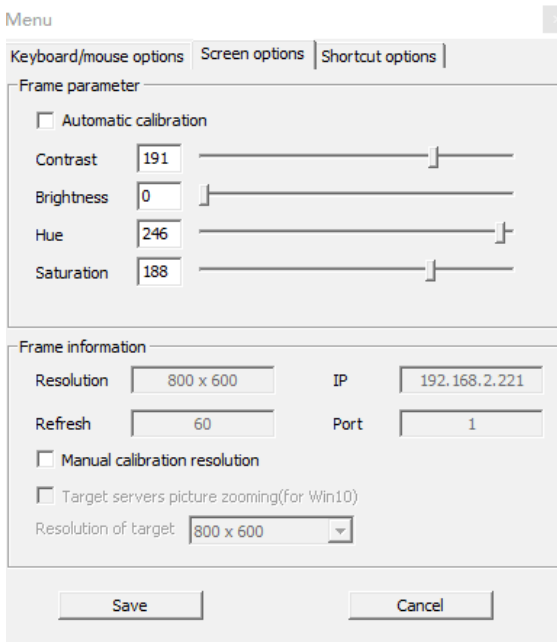 Menu
Keyboard/mouse options Screen options Shortcut options
Frame parameter
Automatic calibration
Contrast 191
Brightness 0
Hue 246
Saturation 188
Frame information
Resolution 800 x 600 IP 192.168.2.221
Refresh 60 Port 1
Manual calibration resolution
Target servers picture zooming(for Win10)
Resolution of target 800 x 600
Save Cancel